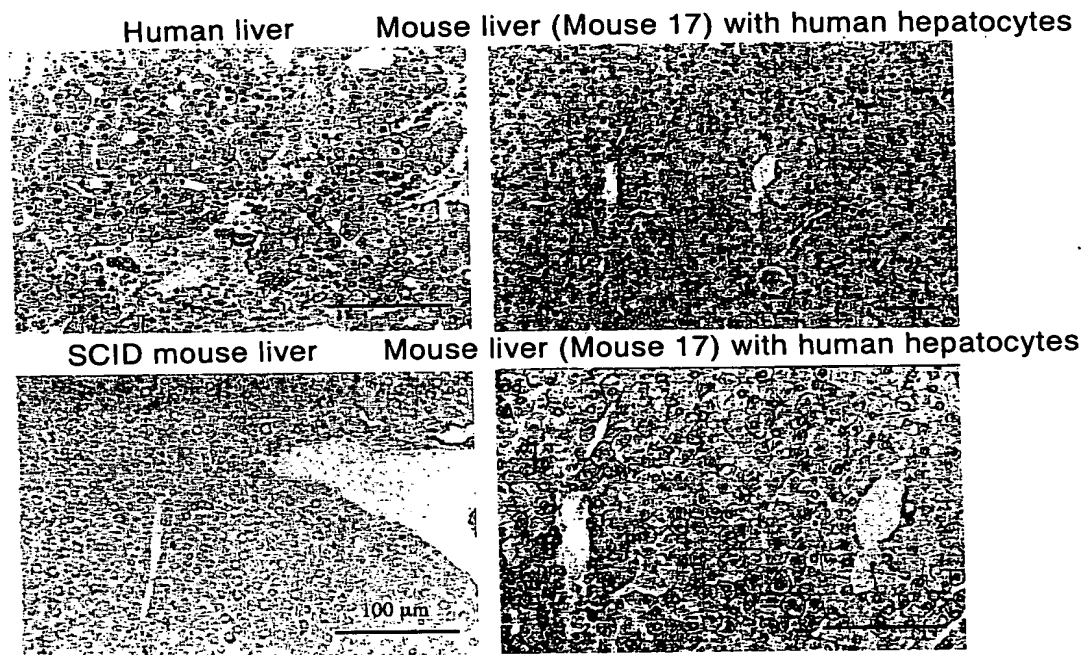 Human liver
Mouse liver (Mouse 17) with human hepatocytes
SCID mouse liver
Mouse liver (Mouse 17) with human hepatocytes
100 μm